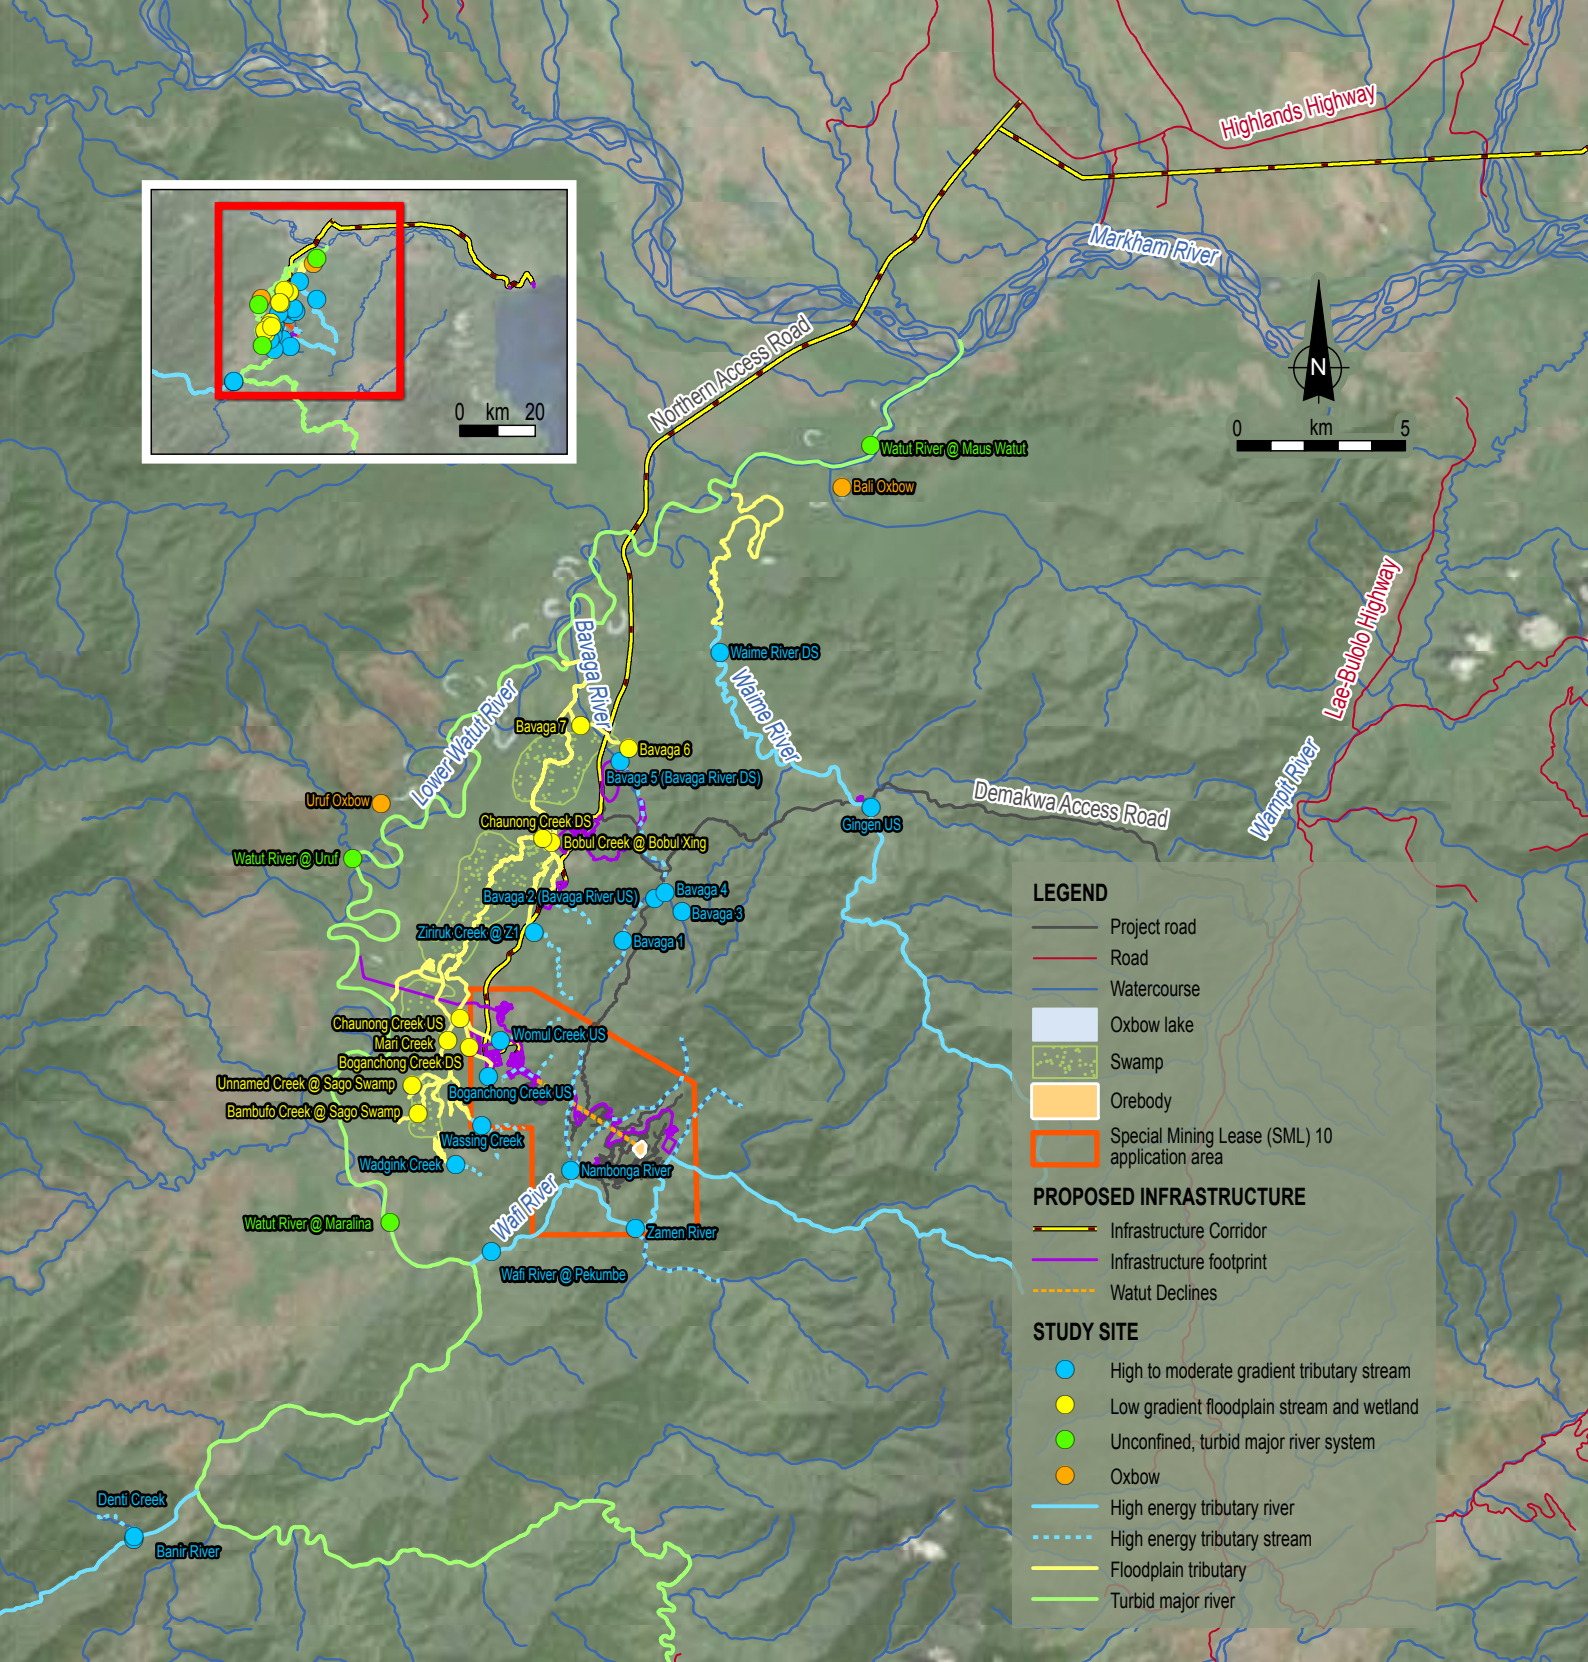 Highlands Highway
Markham River
Northern Access Road
0 km 20
N
0 km 5
Watut River @ Maus Watut
Bali Oxbow
Lae-Bulolo Highway
Bavaga River
Waime River DS
Waime River
Lower Watut River
Bavaga 7
Bavaga 6
Bavaga 5 (Bavaga River DS)
Wampit River
Demakwa Access Road
Uruf Oxbow
Gingen US
Chaunong Creek DS
Bobul Creek @ Bobul Xing
Watut River @ Uruf
Bavaga 2 (Bavaga River US)
Bavaga 4
Bavaga 3
Ziriruk Creek @ Z1
Bavaga 1
Chaunong Creek US
Womul Creek US
Mari Creek
Boganchong Creek DS
Unnamed Creek @ Sago Swamp
Boganchong Creek US
Bambufo Creek @ Sago Swamp
Wassing Creek
Wadgink Creek
Nambonga River
Wafi River
Watut River @ Maralina
Zamen River
Wafi River @ Pekumbe
Denti Creek
Banir River
LEGEND
Project road
Road
Watercourse
Oxbow lake
Swamp
Orebody
Special Mining Lease (SML) 10
application area
PROPOSED INFRASTRUCTURE
Infrastructure Corridor
Infrastructure footprint
Watut Declines
STUDY SITE
High to moderate gradient tributary stream
Low gradient floodplain stream and wetland
Unconfined, turbid major river system
Oxbow
High energy tributary river
High energy tributary stream
Floodplain tributary
Turbid major river